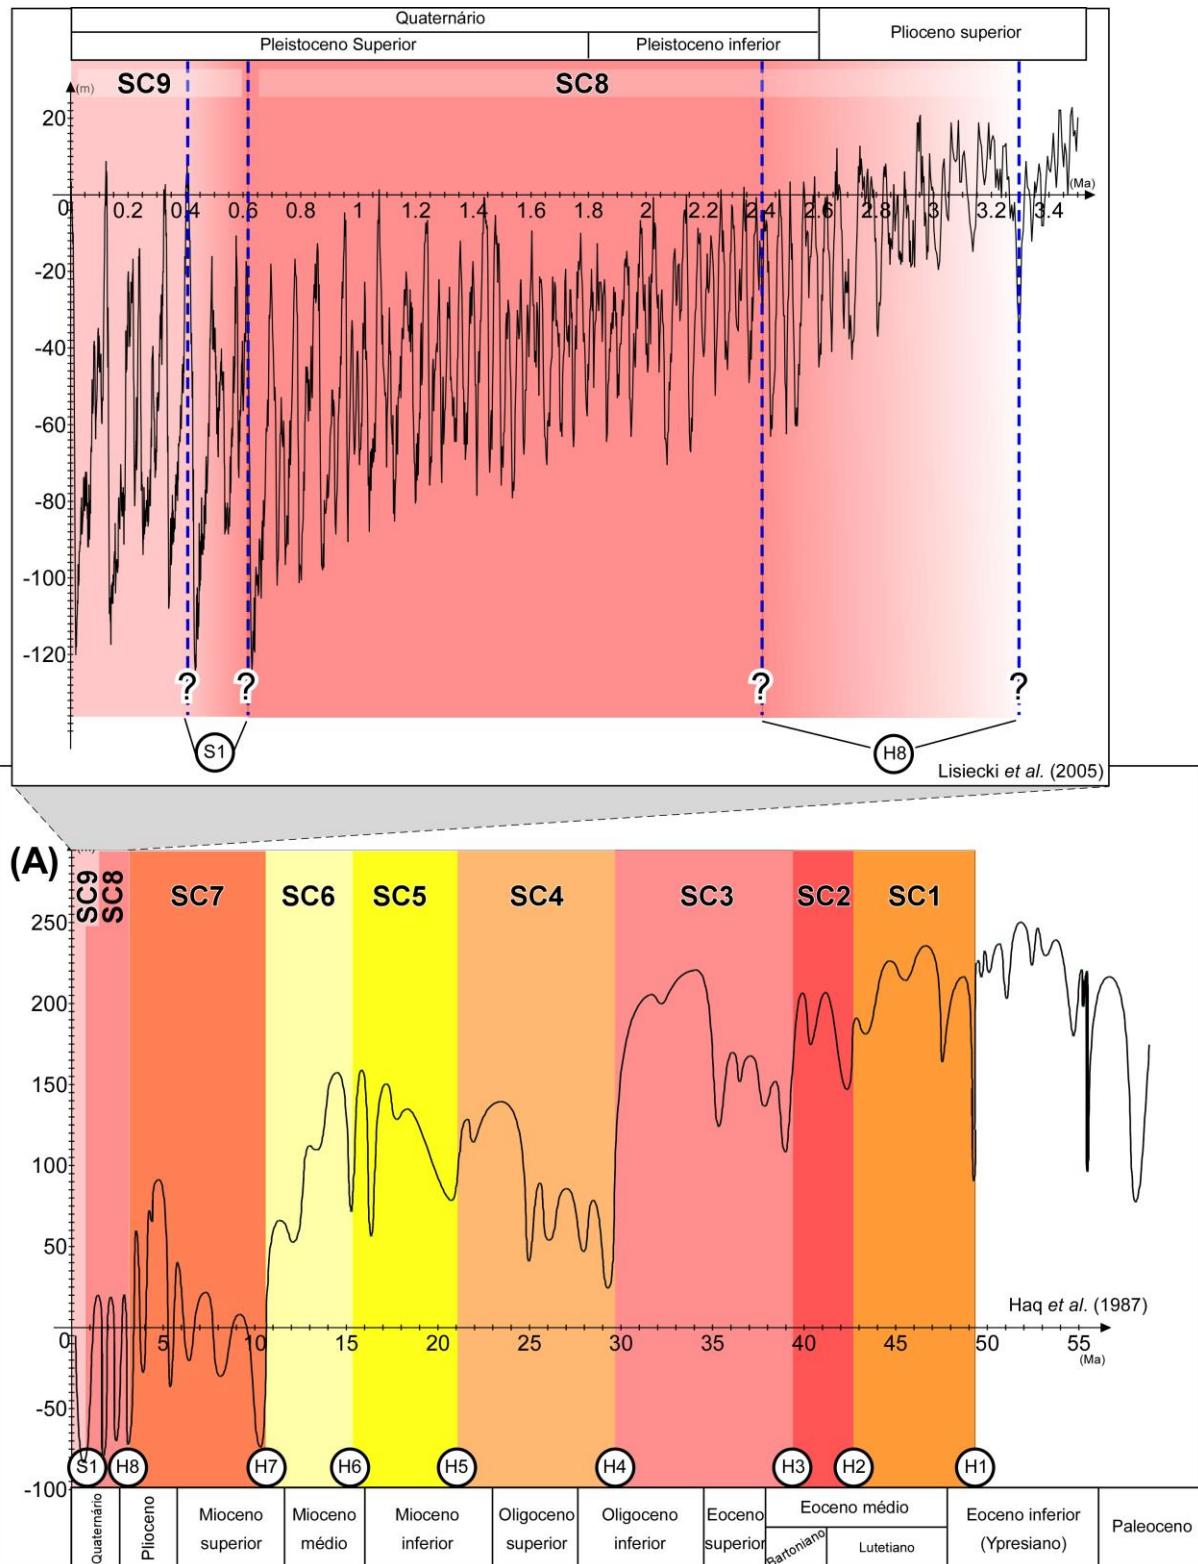 Quaternário
Plioceno superior
Pleistoceno Superior
Pleistoceno inferior
SC9
SC8
(m)
20
0 0.2 0.4 0.6 0.8 1 1.2 1.4 1.6 1.8 2 2.2 2.4 2.6 2.8 3 3.2 3.4 (Ma)
-20
-40
-60
-80
-100
-120
? ? ? ?
S1
H8
Lisiecki et al. (2005)
(A)
SC9 SC8 SC7 SC6 SC5 SC4 SC3 SC2 SC1
250
200
150
100
50
Haq et al. (1987)
0 5 10 15 20 25 30 35 40 45 50 55
(Ma)
-50
S1 H8 H7 H6 H5 H4 H3 H2 H1
-100
Quaternário
Plioceno
Mioceno superior
Mioceno médio
Mioceno inferior
Oligoceno superior
Oligoceno inferior
Eoceno superior
Eoceno médio
Bartoniano
Lutetiano
Eoceno inferior
(Ypresiano)
Paleoceno